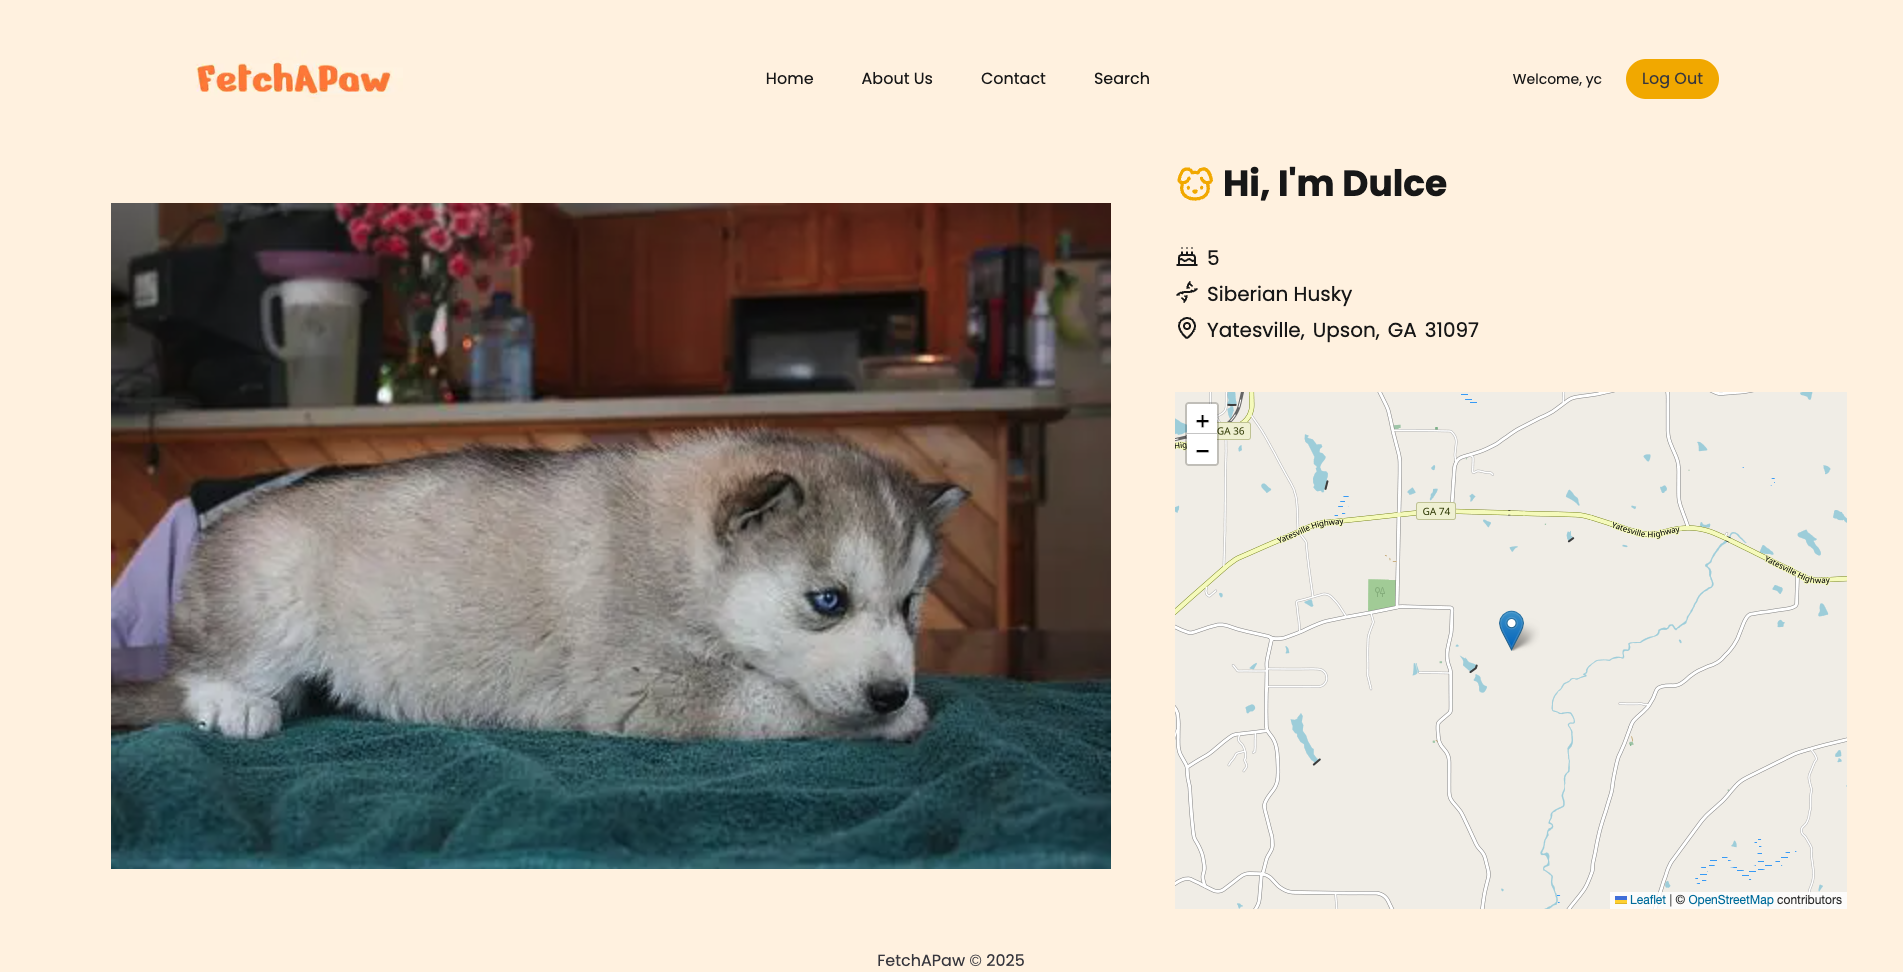 FetchAPaw
Home About Us Contact Search
Welcome, yc
Log Out
Hi, I'm Dulce
5
Siberian Husky
Yatesville, Upson, GA 31097
+
−
GA 36
Hig
GA 74
Yatesville Highway
Yatesville Highway
Yatesville Highway
Leaflet | © OpenStreetMap contributors
FetchAPaw © 2025